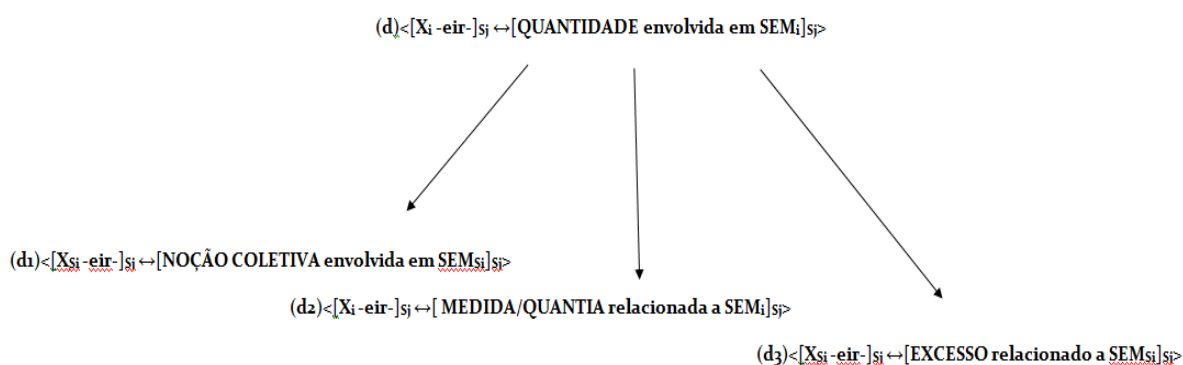 (d)<[Xi -eir-]Sj ↔[QUANTIDADE envolvida em SEMi]Sj>
(d1)<[XSi -eir-]Sj ↔[NOÇÃO COLETIVA envolvida em SEMSi]Sj>
(d2)<[Xi -eir-]Sj ↔[ MEDIDA/QUANTIA relacionada a SEMi]Sj>
(d3)<[XSi -eir-]Sj ↔[EXCESSO relacionado a SEMSi]Sj>